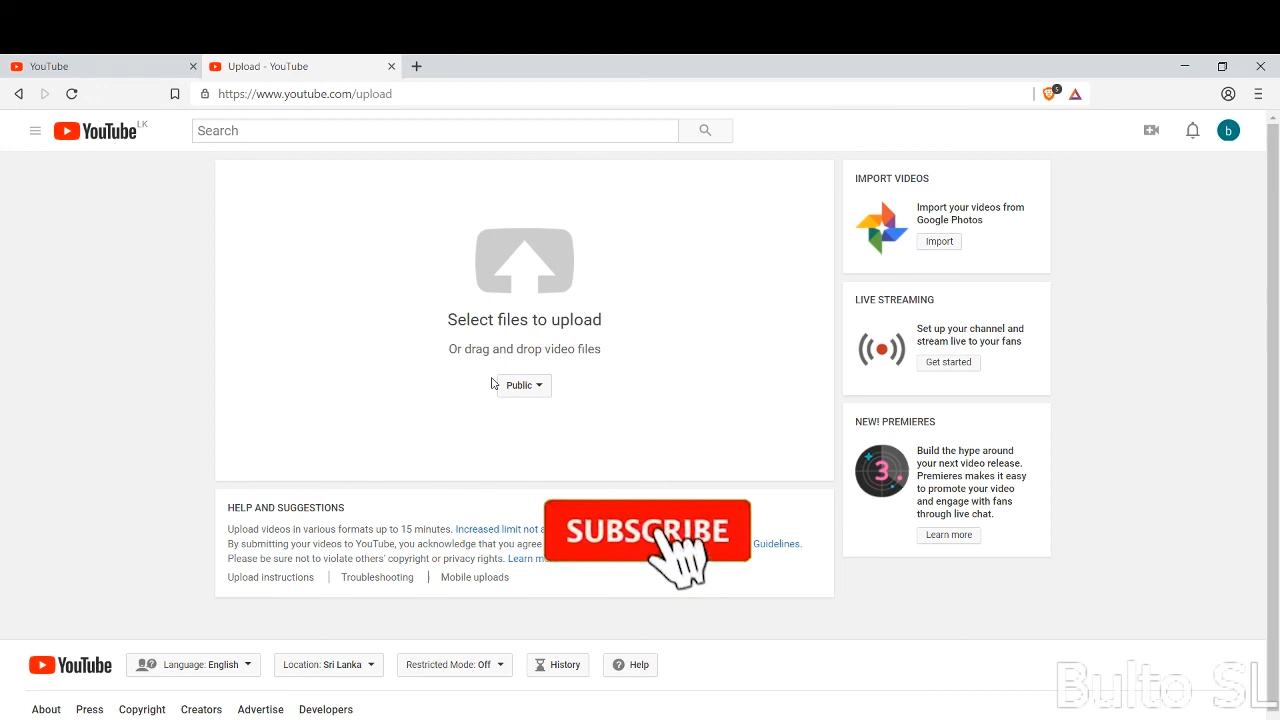 YouTube
Upload - YouTube
https://www.youtube.com/upload
5
YouTube LK
Search
b
Select files to upload
Or drag and drop video files
Public
IMPORT VIDEOS
Import your videos from
Google Photos
Import
LIVE STREAMING
Set up your channel and
stream live to your fans
Get started
NEW! PREMIERES
3
Build the hype around
your next video release.
Premieres makes it easy
to promote your video
and engage with fans
through live chat.
Learn more
HELP AND SUGGESTIONS
Upload videos in various formats up to 15 minutes. Increased limit not
By submitting your videos to YouTube, you acknowledge that you agree Guidelines.
Please be sure not to violate others' copyright or privacy rights. Learn
SUBSCRIBE
Upload instructions
Troubleshooting
Mobile uploads
YouTube
Language: English
Location: Sri Lanka
Restricted Mode: Off
History
Help
Bulto SL
About Press Copyright Creators Advertise Developers